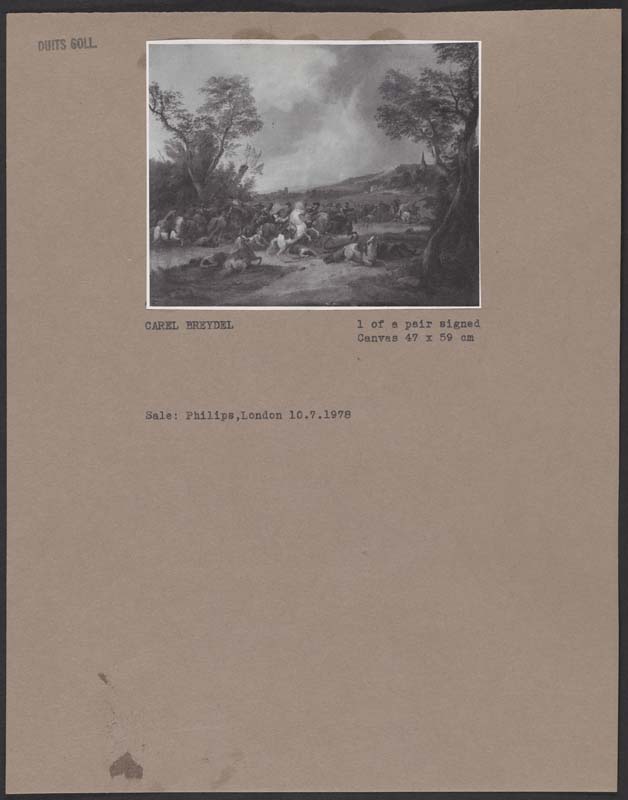 DUITS COLL.
CAREL BREYDEL
1 of a pair signed
Canvas 47 x 59 cm
Sale: Philips,London 10.7.1978